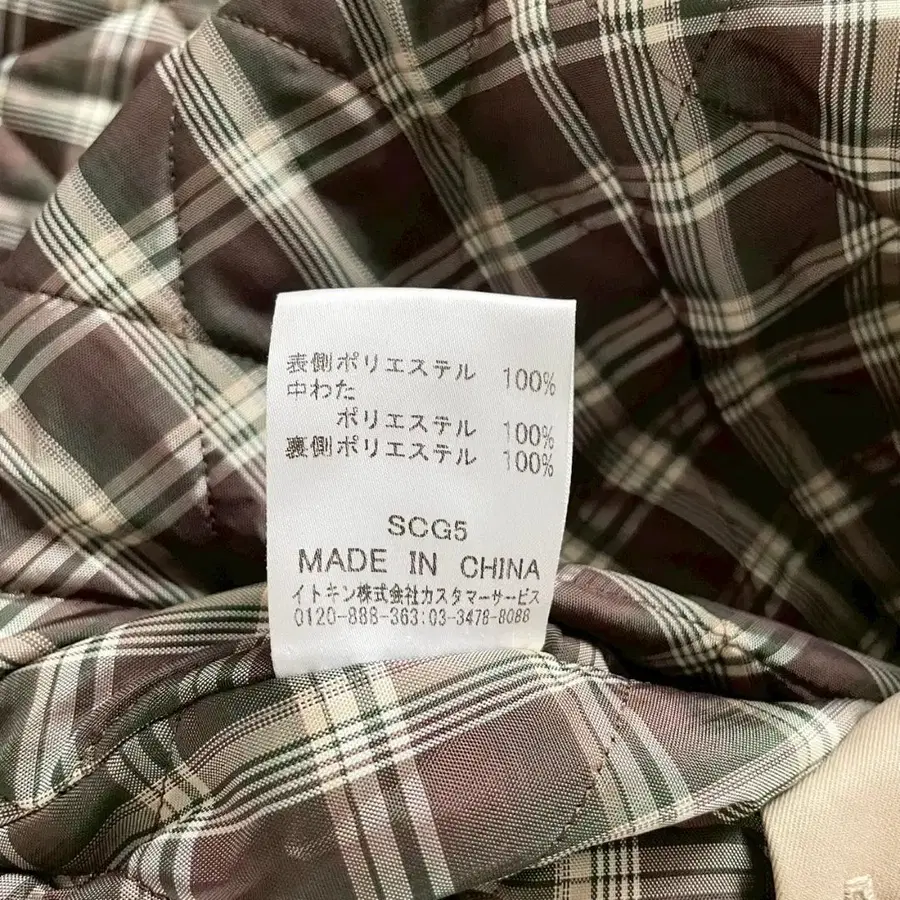 表側ポリエステル 100%
中わた
ポリエステル 100%
裏側ポリエステル 100%
SCG5
MADE IN CHINA
イトキン株式会社カスタマーサービス
0120-888-363:03-3478-8088